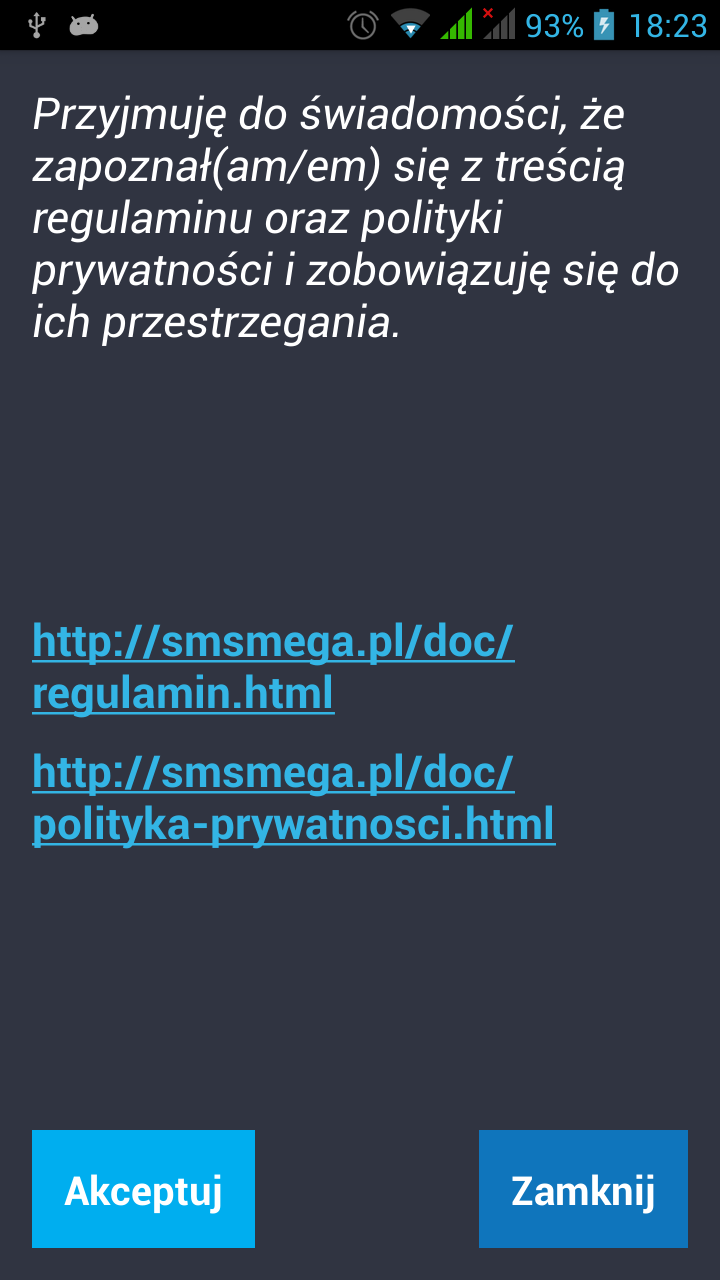 93% 18:23
Przyjmuję do świadomości, że
zapoznał(am/em) się z treścią
regulaminu oraz polityki
prywatności i zobowiązuję się do
ich przestrzegania.
http://smsmega.pl/doc/
regulamin.html
http://smsmega.pl/doc/
polityka-prywatnosci.html
Akceptuj Zamknij